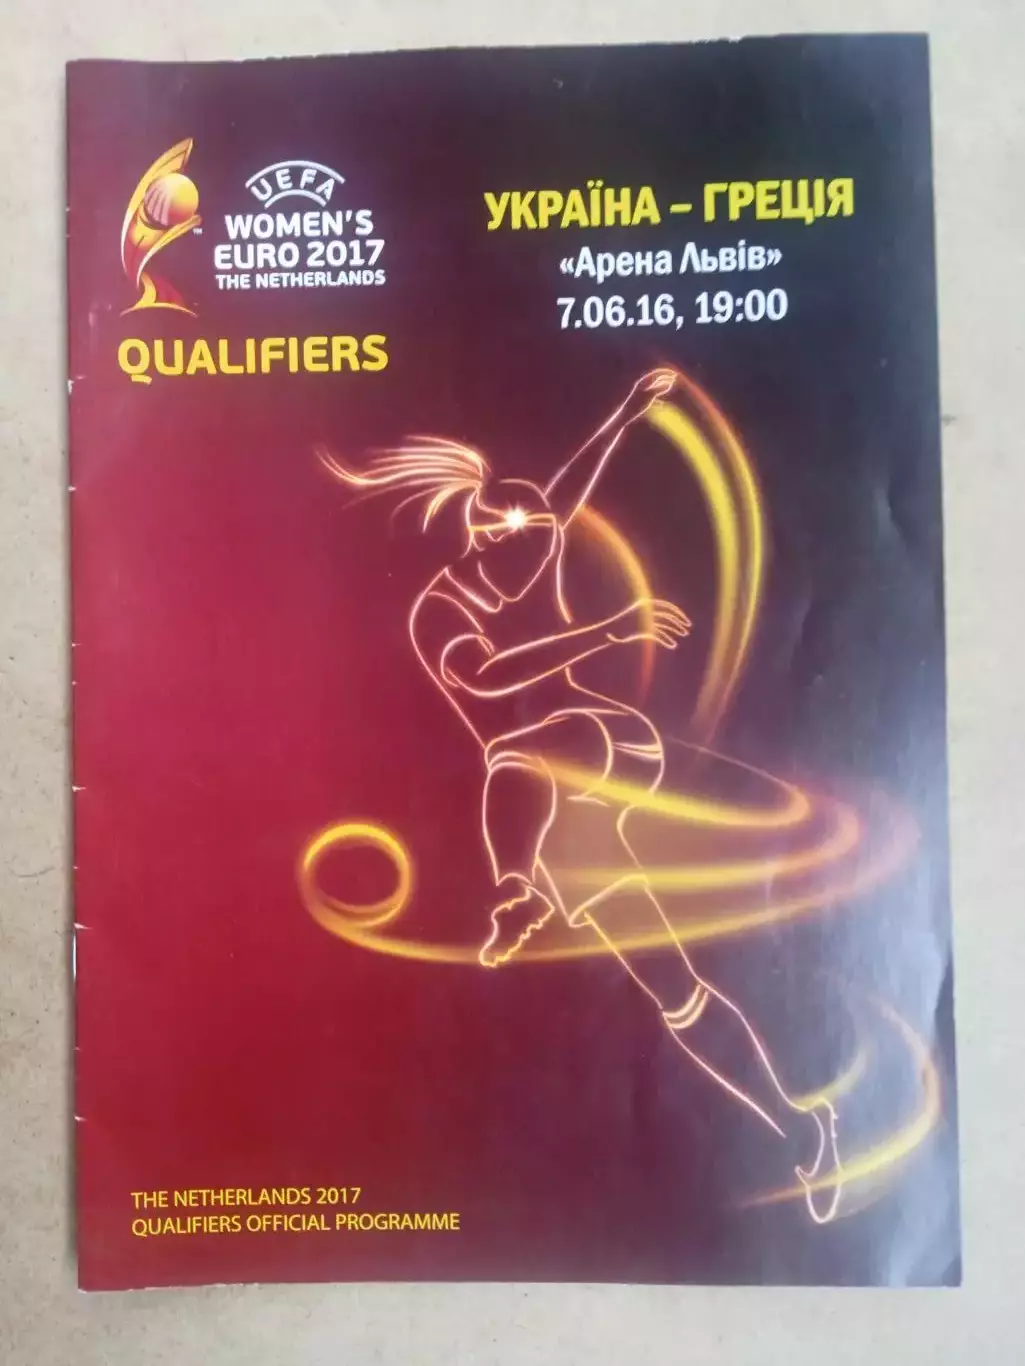 UEFA
WOMEN'S
EURO 2017
THE NETHERLANDS
QUALIFIERS
УКРАЇНА – ГРЕЦІЯ
«Арена Львів»
7.06.16, 19:00
THE NETHERLANDS 2017
QUALIFIERS OFFICIAL PROGRAMME